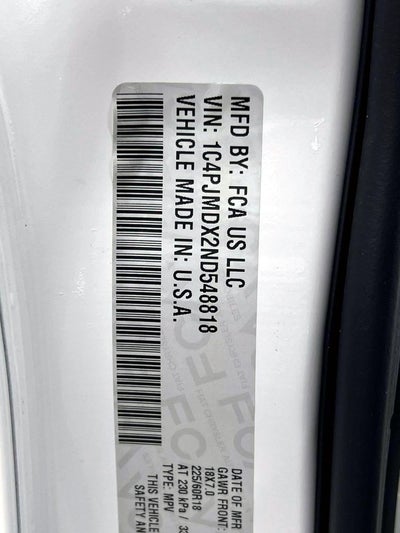 MFD BY: FCA US LLC
VIN: 1C4PJMDX2ND548818
VEHICLE MADE IN: U.S.A.
DATE OF MFR
GAWR FRONT:
18X7.0
225/60R18
AT 230 kPa / 33
TYPE: MPV
THIS VEHICLE
SAFETY AN